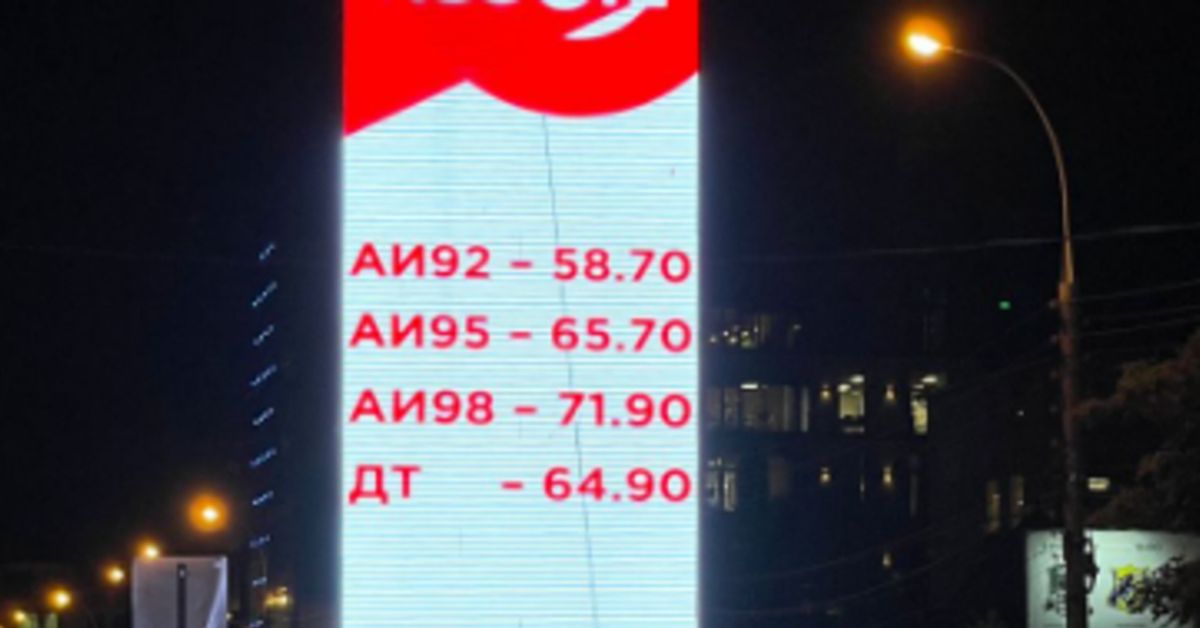 АИ92 - 58.70
АИ95 - 65.70
АИ98 - 71.90
ДТ - 64.90